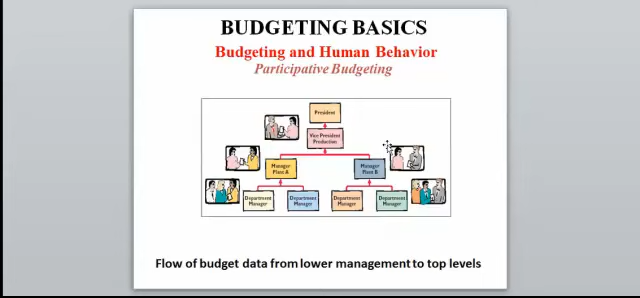 BUDGETING BASICS
Budgeting and Human Behavior
Participative Budgeting
President
Vice President
Production
Manager
Plant A
Manager
Plant B
Department
Manager
Department
Manager
Department
Manager
Department
Manager
Flow of budget data from lower management to top levels